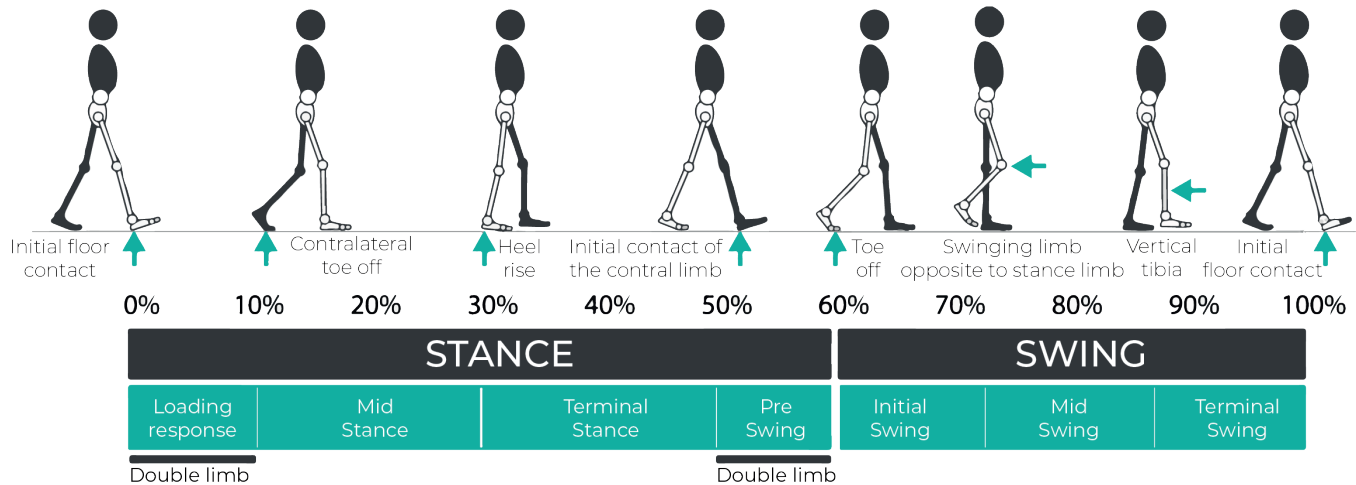 Initial floor
contact
Contralateral
toe off
Heel
rise
Initial contact of
the contral limb
Toe
off
Swinging limb
opposite to stance limb
Vertical
tibia
Initial
floor contact
0% 10% 20% 30% 40% 50% 60% 70% 80% 90% 100%
STANCE SWING
Loading
response
Mid
Stance
Terminal
Stance
Pre
Swing
Initial
Swing
Mid
Swing
Terminal
Swing
Double limb Double limb